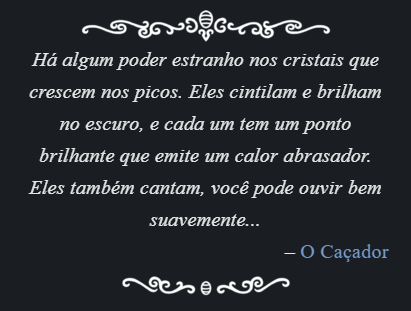 Há algum poder estranho nos cristais que
crescem nos picos. Eles cintilam e brilham
no escuro, e cada um tem um ponto
brilhante que emite um calor abrasador.
Eles também cantam, você pode ouvir bem
suavemente...
– O Caçador